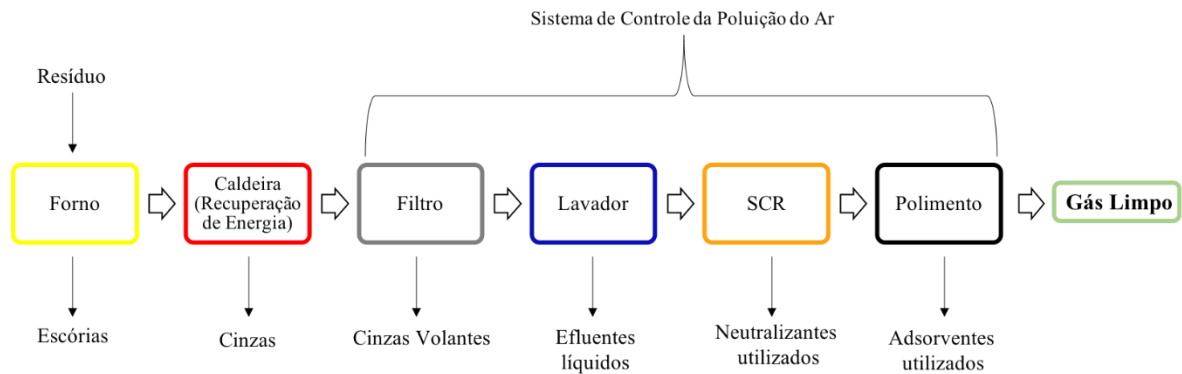 Sistema de Controle da Poluição do Ar
Resíduo
Forno
Caldeira
(Recuperação
de Energia)
Filtro
Lavador
SCR
Polimento
Gás Limpo
Escórias
Cinzas
Cinzas Volantes
Efluentes
líquidos
Neutralizantes
utilizados
Adsorventes
utilizados